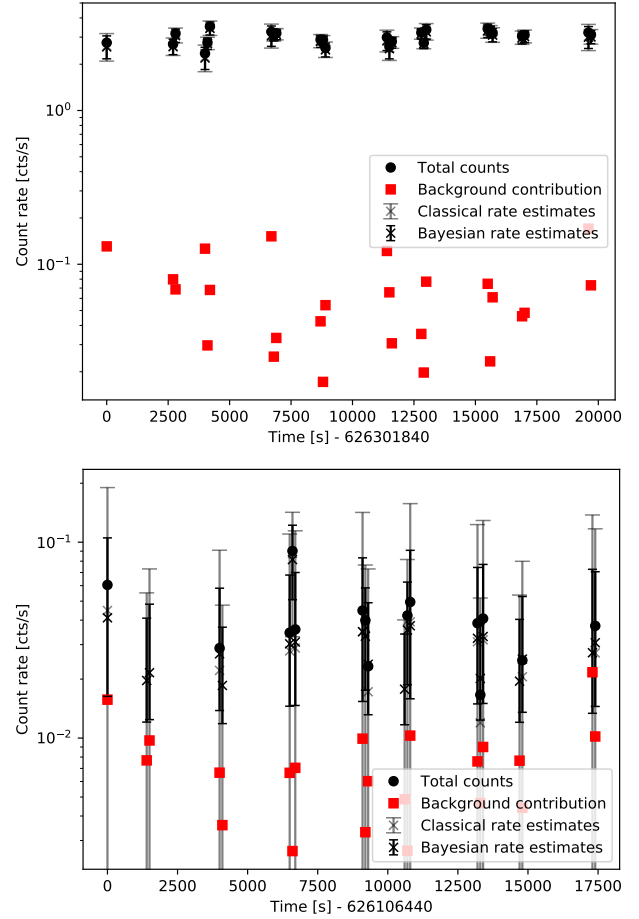 10⁰
10⁻¹
Count rate [cts/s]
Total counts
Background contribution
Classical rate estimates
Bayesian rate estimates
0 2500 5000 7500 10000 12500 15000 17500 20000
Time [s] - 626301840
10⁻¹
10⁻²
Count rate [cts/s]
Total counts
Background contribution
Classical rate estimates
Bayesian rate estimates
0 2500 5000 7500 10000 12500 15000 17500
Time [s] - 626106440